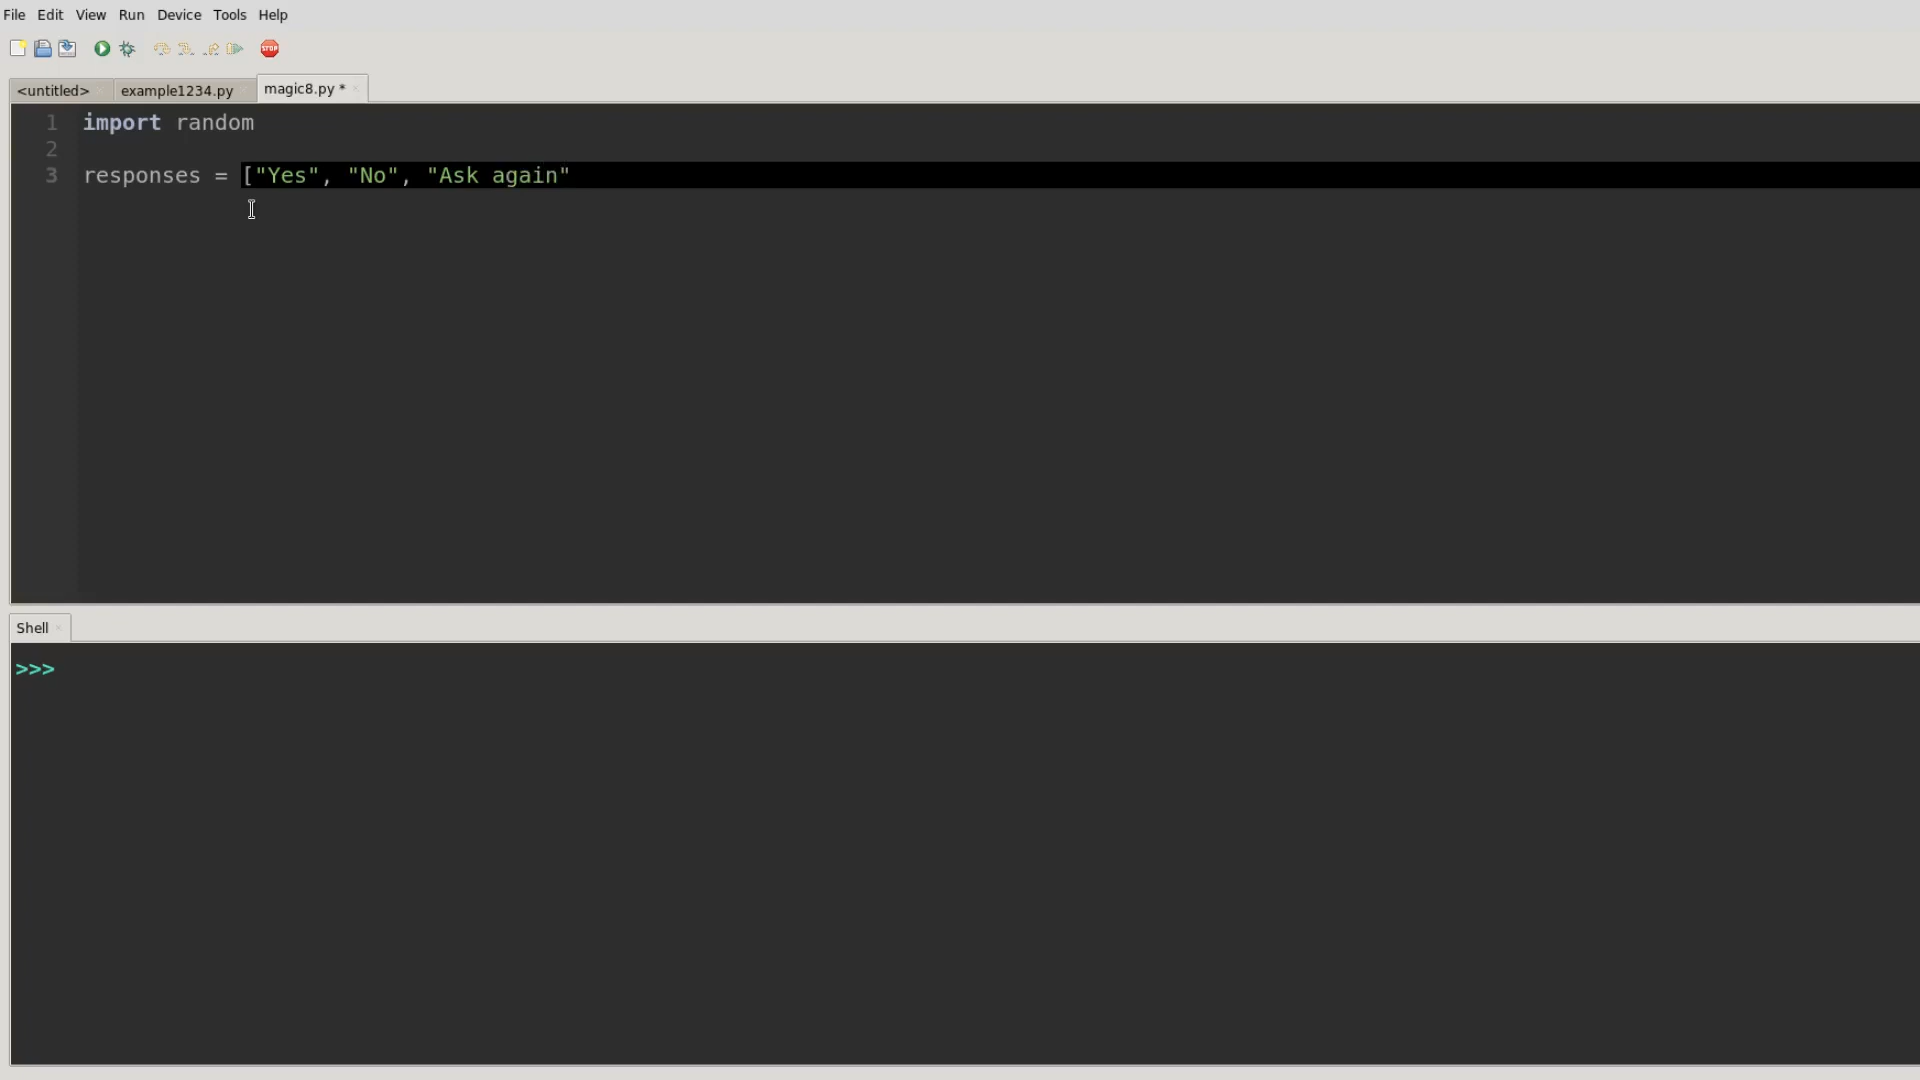 File Edit View Run Device Tools Help
STOP
<untitled> example1234.py magic8.py *
1 import random
2
3 responses = ["Yes", "No", "Ask again"
Shell
>>>